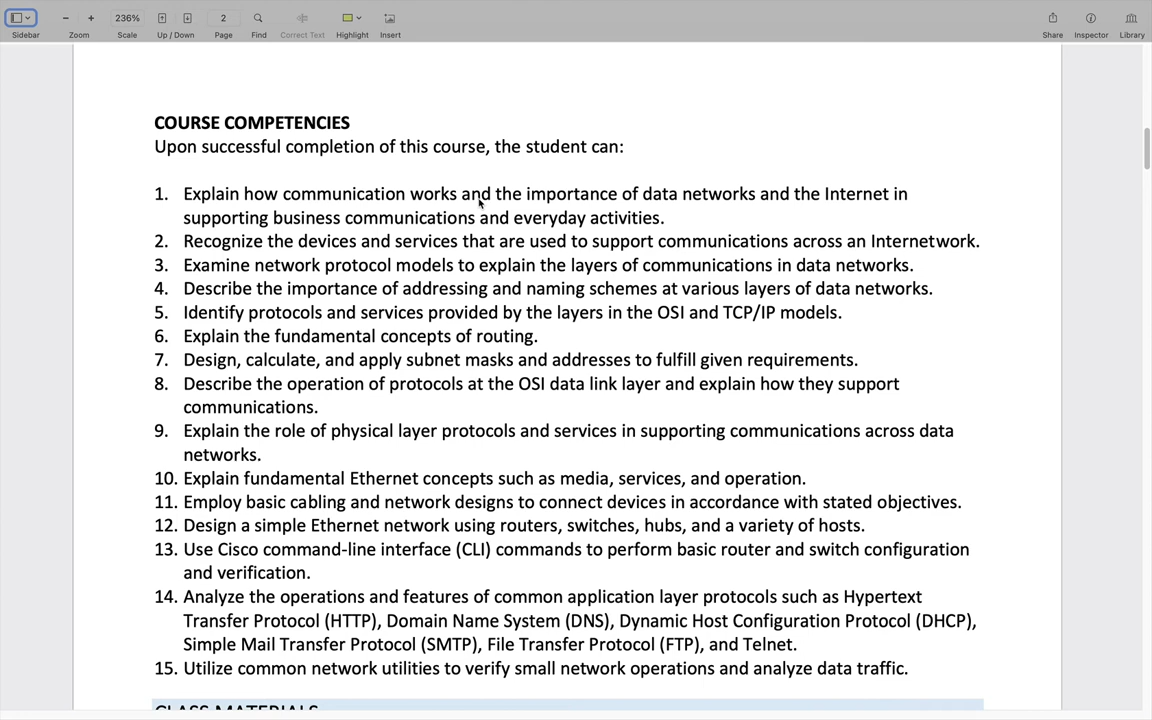 236%
2
Sidebar
Zoom
Scale
Up / Down
Page
Find
Correct Text
Highlight
Insert
Share
Inspector
Library
COURSE COMPETENCIES
Upon successful completion of this course, the student can:
1. Explain how communication works and the importance of data networks and the Internet in
supporting business communications and everyday activities.
2. Recognize the devices and services that are used to support communications across an Internetwork.
3. Examine network protocol models to explain the layers of communications in data networks.
4. Describe the importance of addressing and naming schemes at various layers of data networks.
5. Identify protocols and services provided by the layers in the OSI and TCP/IP models.
6. Explain the fundamental concepts of routing.
7. Design, calculate, and apply subnet masks and addresses to fulfill given requirements.
8. Describe the operation of protocols at the OSI data link layer and explain how they support
communications.
9. Explain the role of physical layer protocols and services in supporting communications across data
networks.
10. Explain fundamental Ethernet concepts such as media, services, and operation.
11. Employ basic cabling and network designs to connect devices in accordance with stated objectives.
12. Design a simple Ethernet network using routers, switches, hubs, and a variety of hosts.
13. Use Cisco command-line interface (CLI) commands to perform basic router and switch configuration
and verification.
14. Analyze the operations and features of common application layer protocols such as Hypertext
Transfer Protocol (HTTP), Domain Name System (DNS), Dynamic Host Configuration Protocol (DHCP),
Simple Mail Transfer Protocol (SMTP), File Transfer Protocol (FTP), and Telnet.
15. Utilize common network utilities to verify small network operations and analyze data traffic.
CLASS MATERIALS